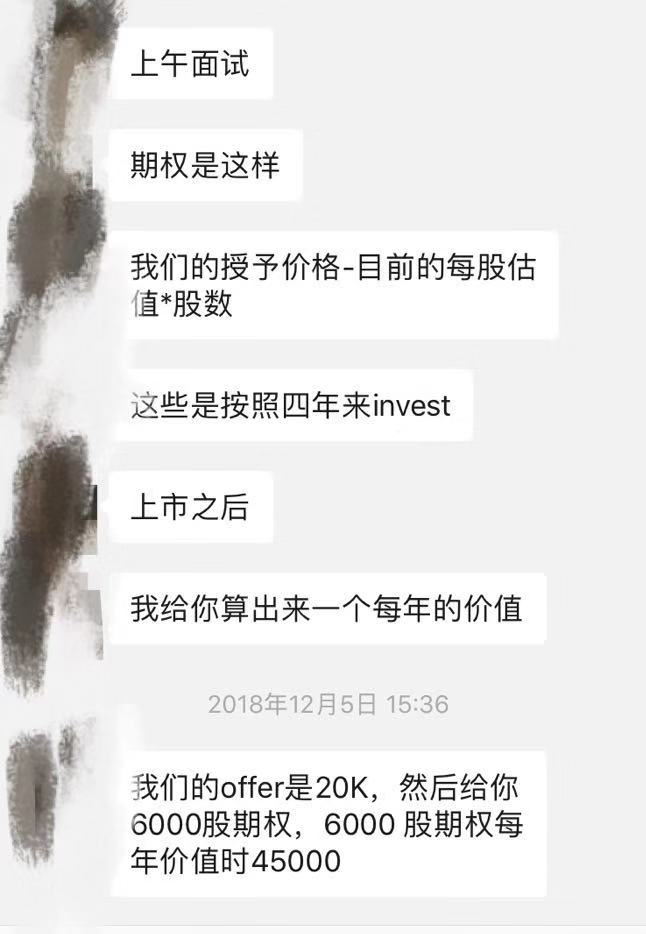 上午面试
期权是这样
我们的授予价格-目前的每股估
值*股数
这些是按照四年来invest
上市之后
我给你算出来一个每年的价值
2018年12月5日 15:36
我们的offer是20K，然后给你
6000股期权，6000 股期权每
年价值时45000